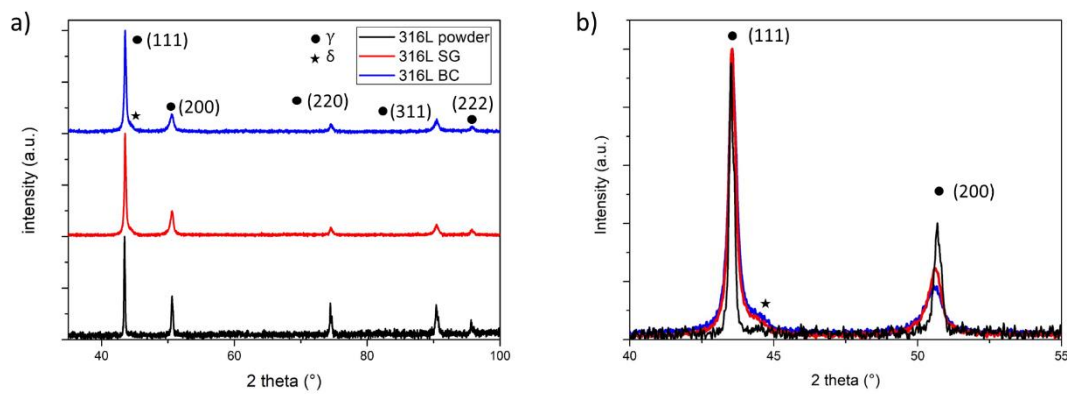 a)
(111)
(200)
(220)
(311)
(222)
γ
δ
316L powder
316L SG
316L BC
intensity (a.u.)
40 60 80 100
2 theta (°)
b)
(111)
(200)
Intensity (a.u.)
40 45 50 55
2 theta (°)